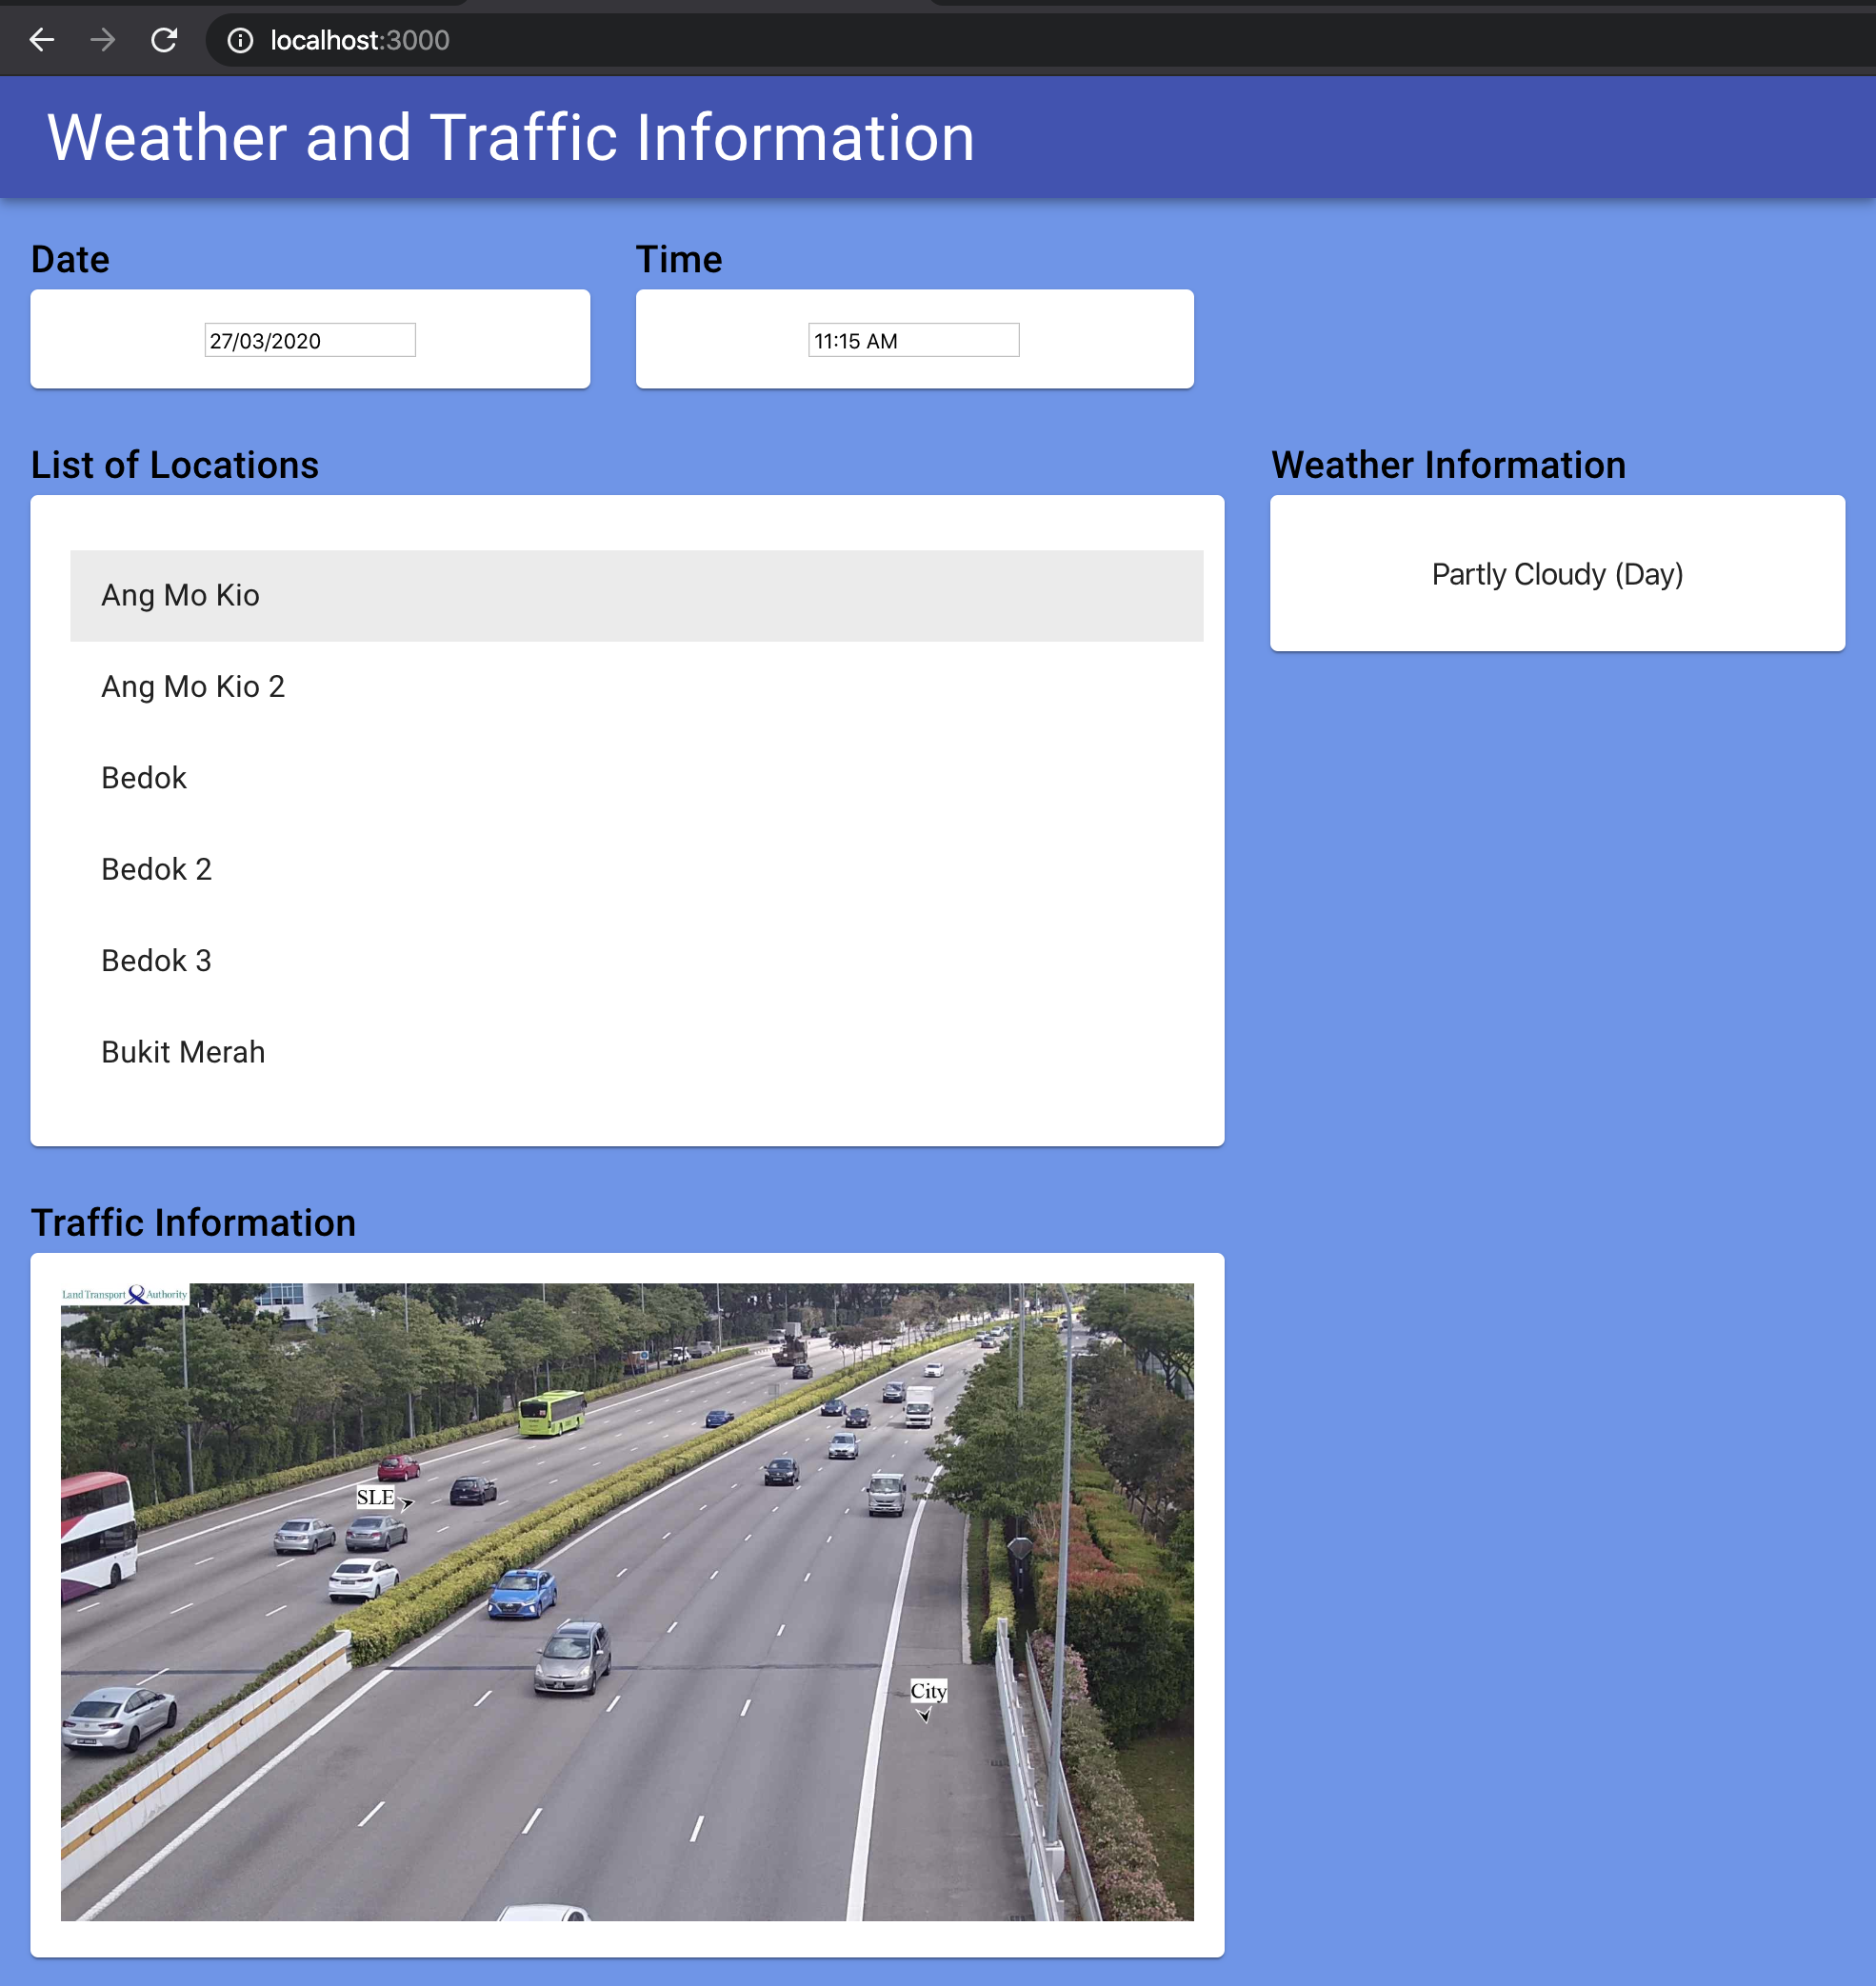 localhost:3000
Weather and Traffic Information
Date
Time
27/03/2020
11:15 AM
List of Locations
Weather Information
Ang Mo Kio
Partly Cloudy (Day)
Ang Mo Kio 2
Bedok
Bedok 2
Bedok 3
Bukit Merah
Traffic Information
Land Transport Authority
SLE
City